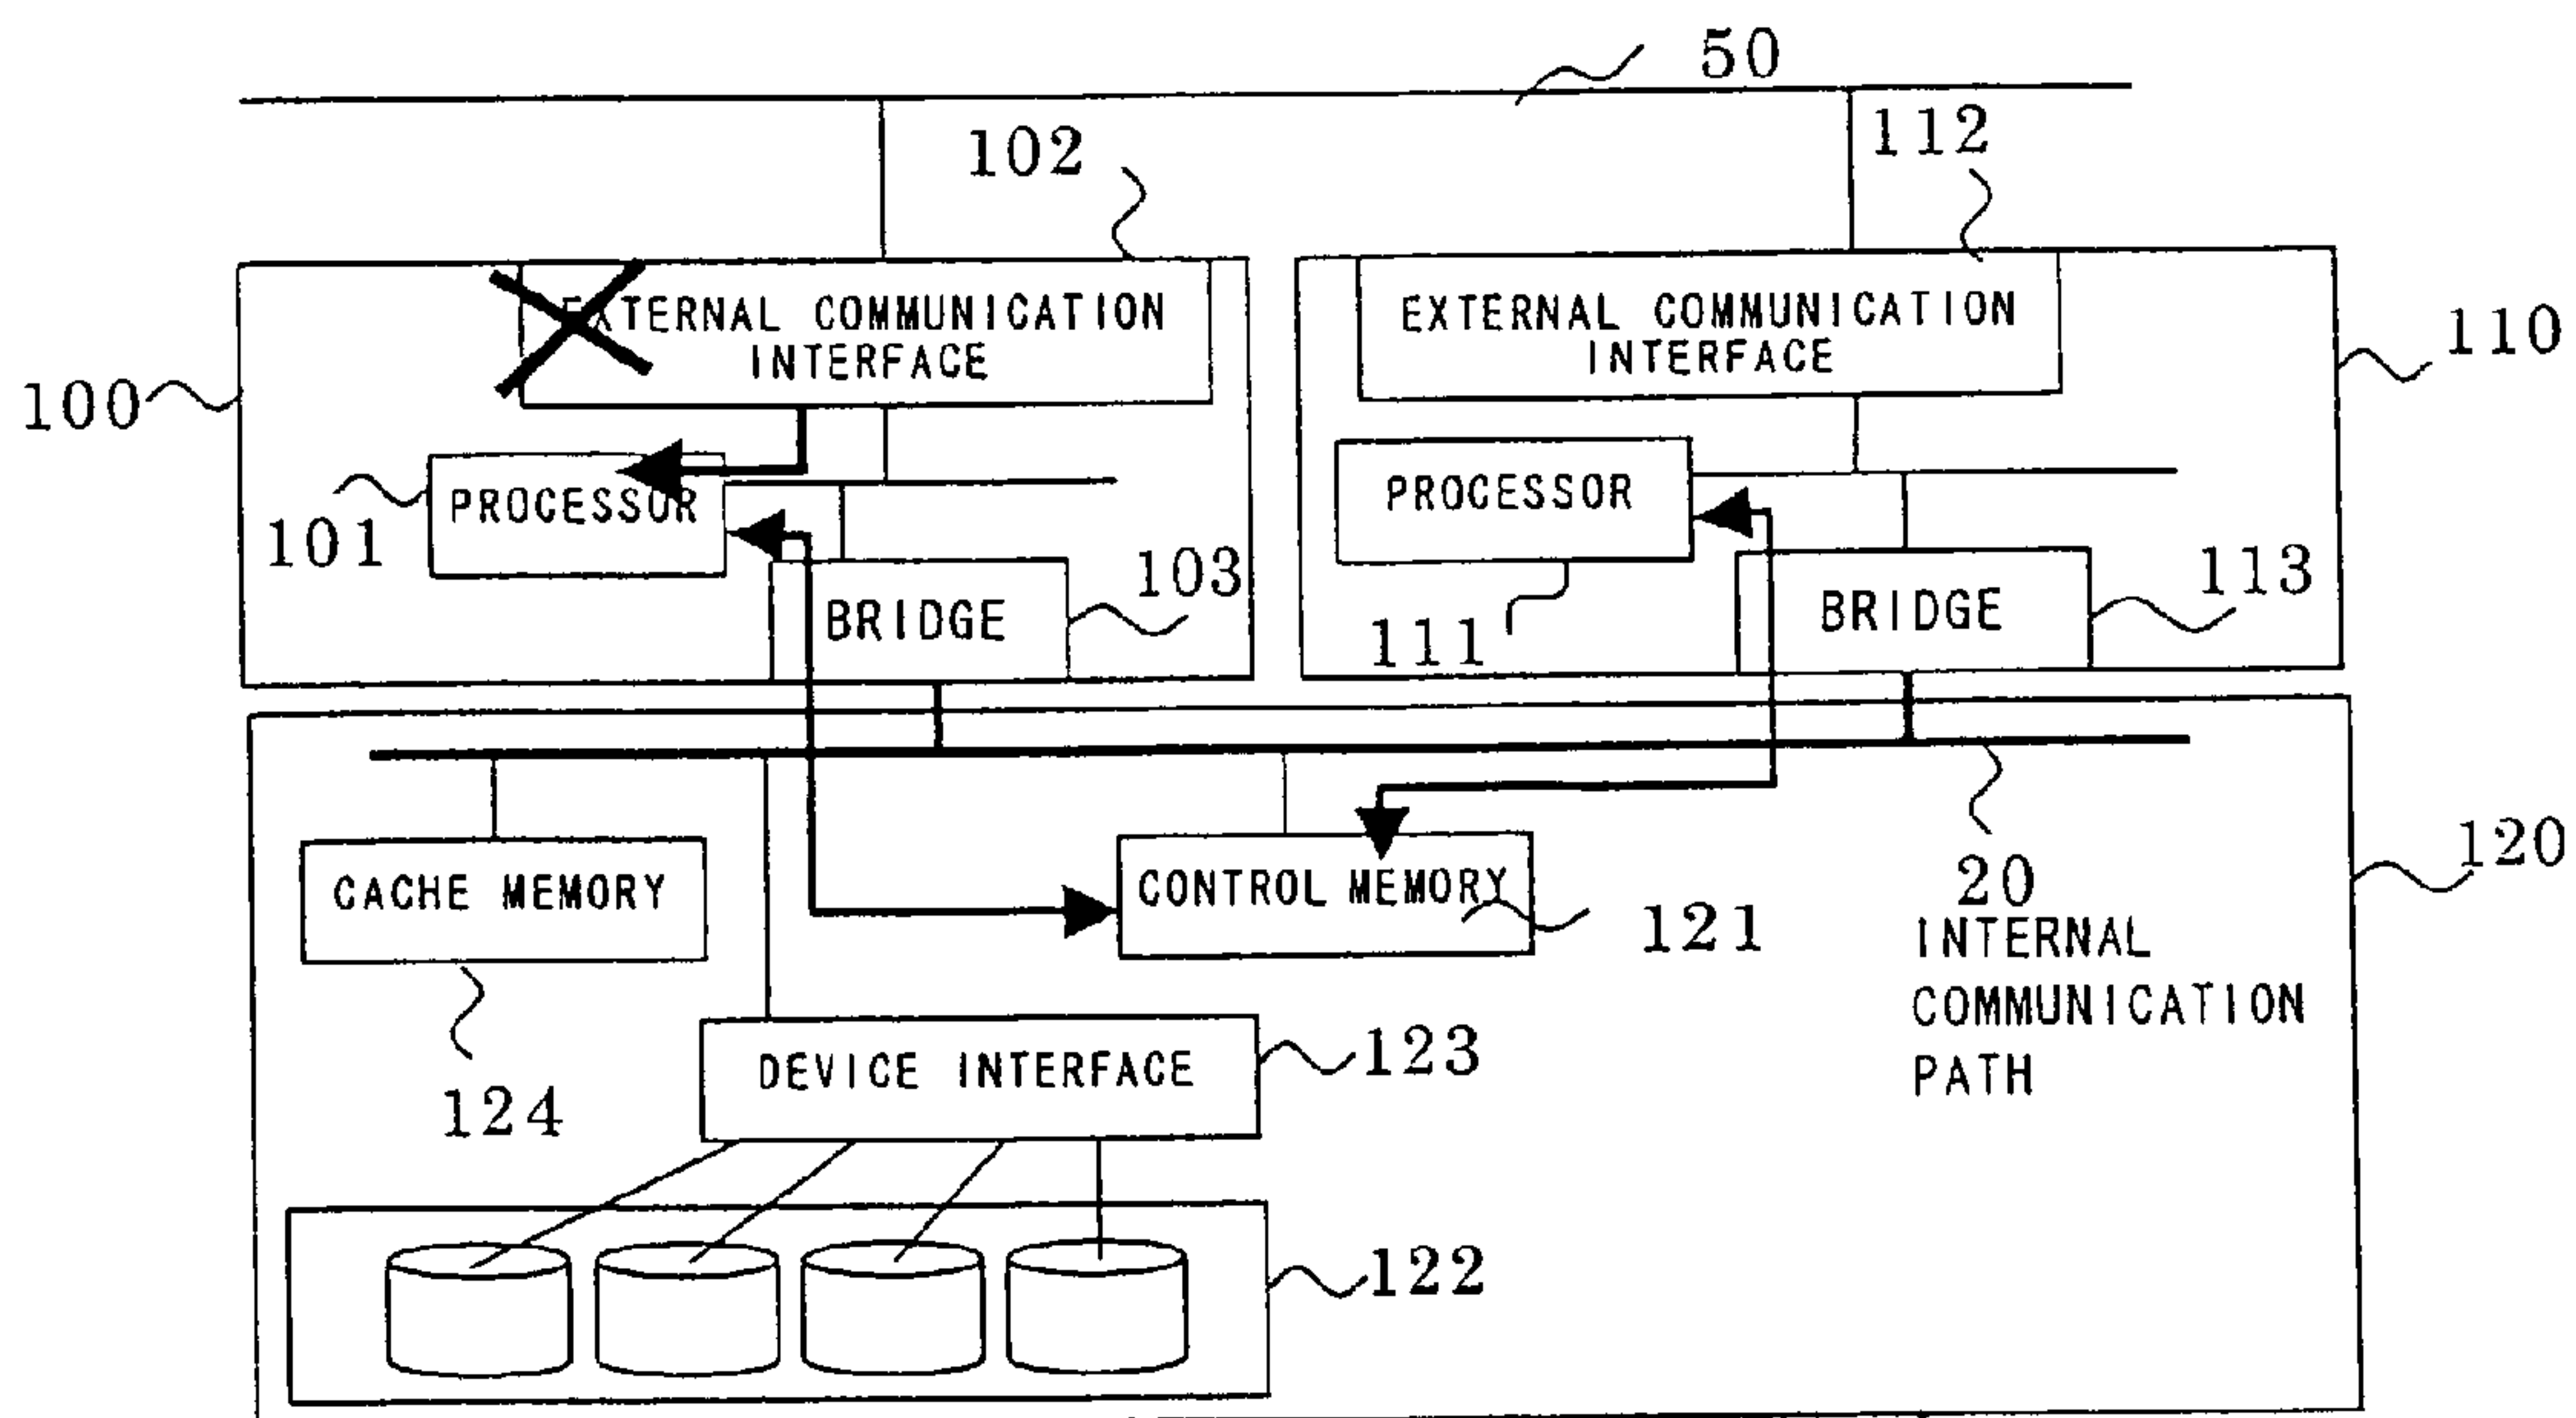 50
102
112
EXTERNAL COMMUNICATION
INTERFACE
EXTERNAL COMMUNICATION
INTERFACE
100
110
101
PROCESSOR
PROCESSOR
103
113
BRIDGE
BRIDGE
111
CACHE MEMORY
CONTROL MEMORY
121
20
INTERNAL
COMMUNICATION
PATH
120
124
DEVICE INTERFACE
123
122